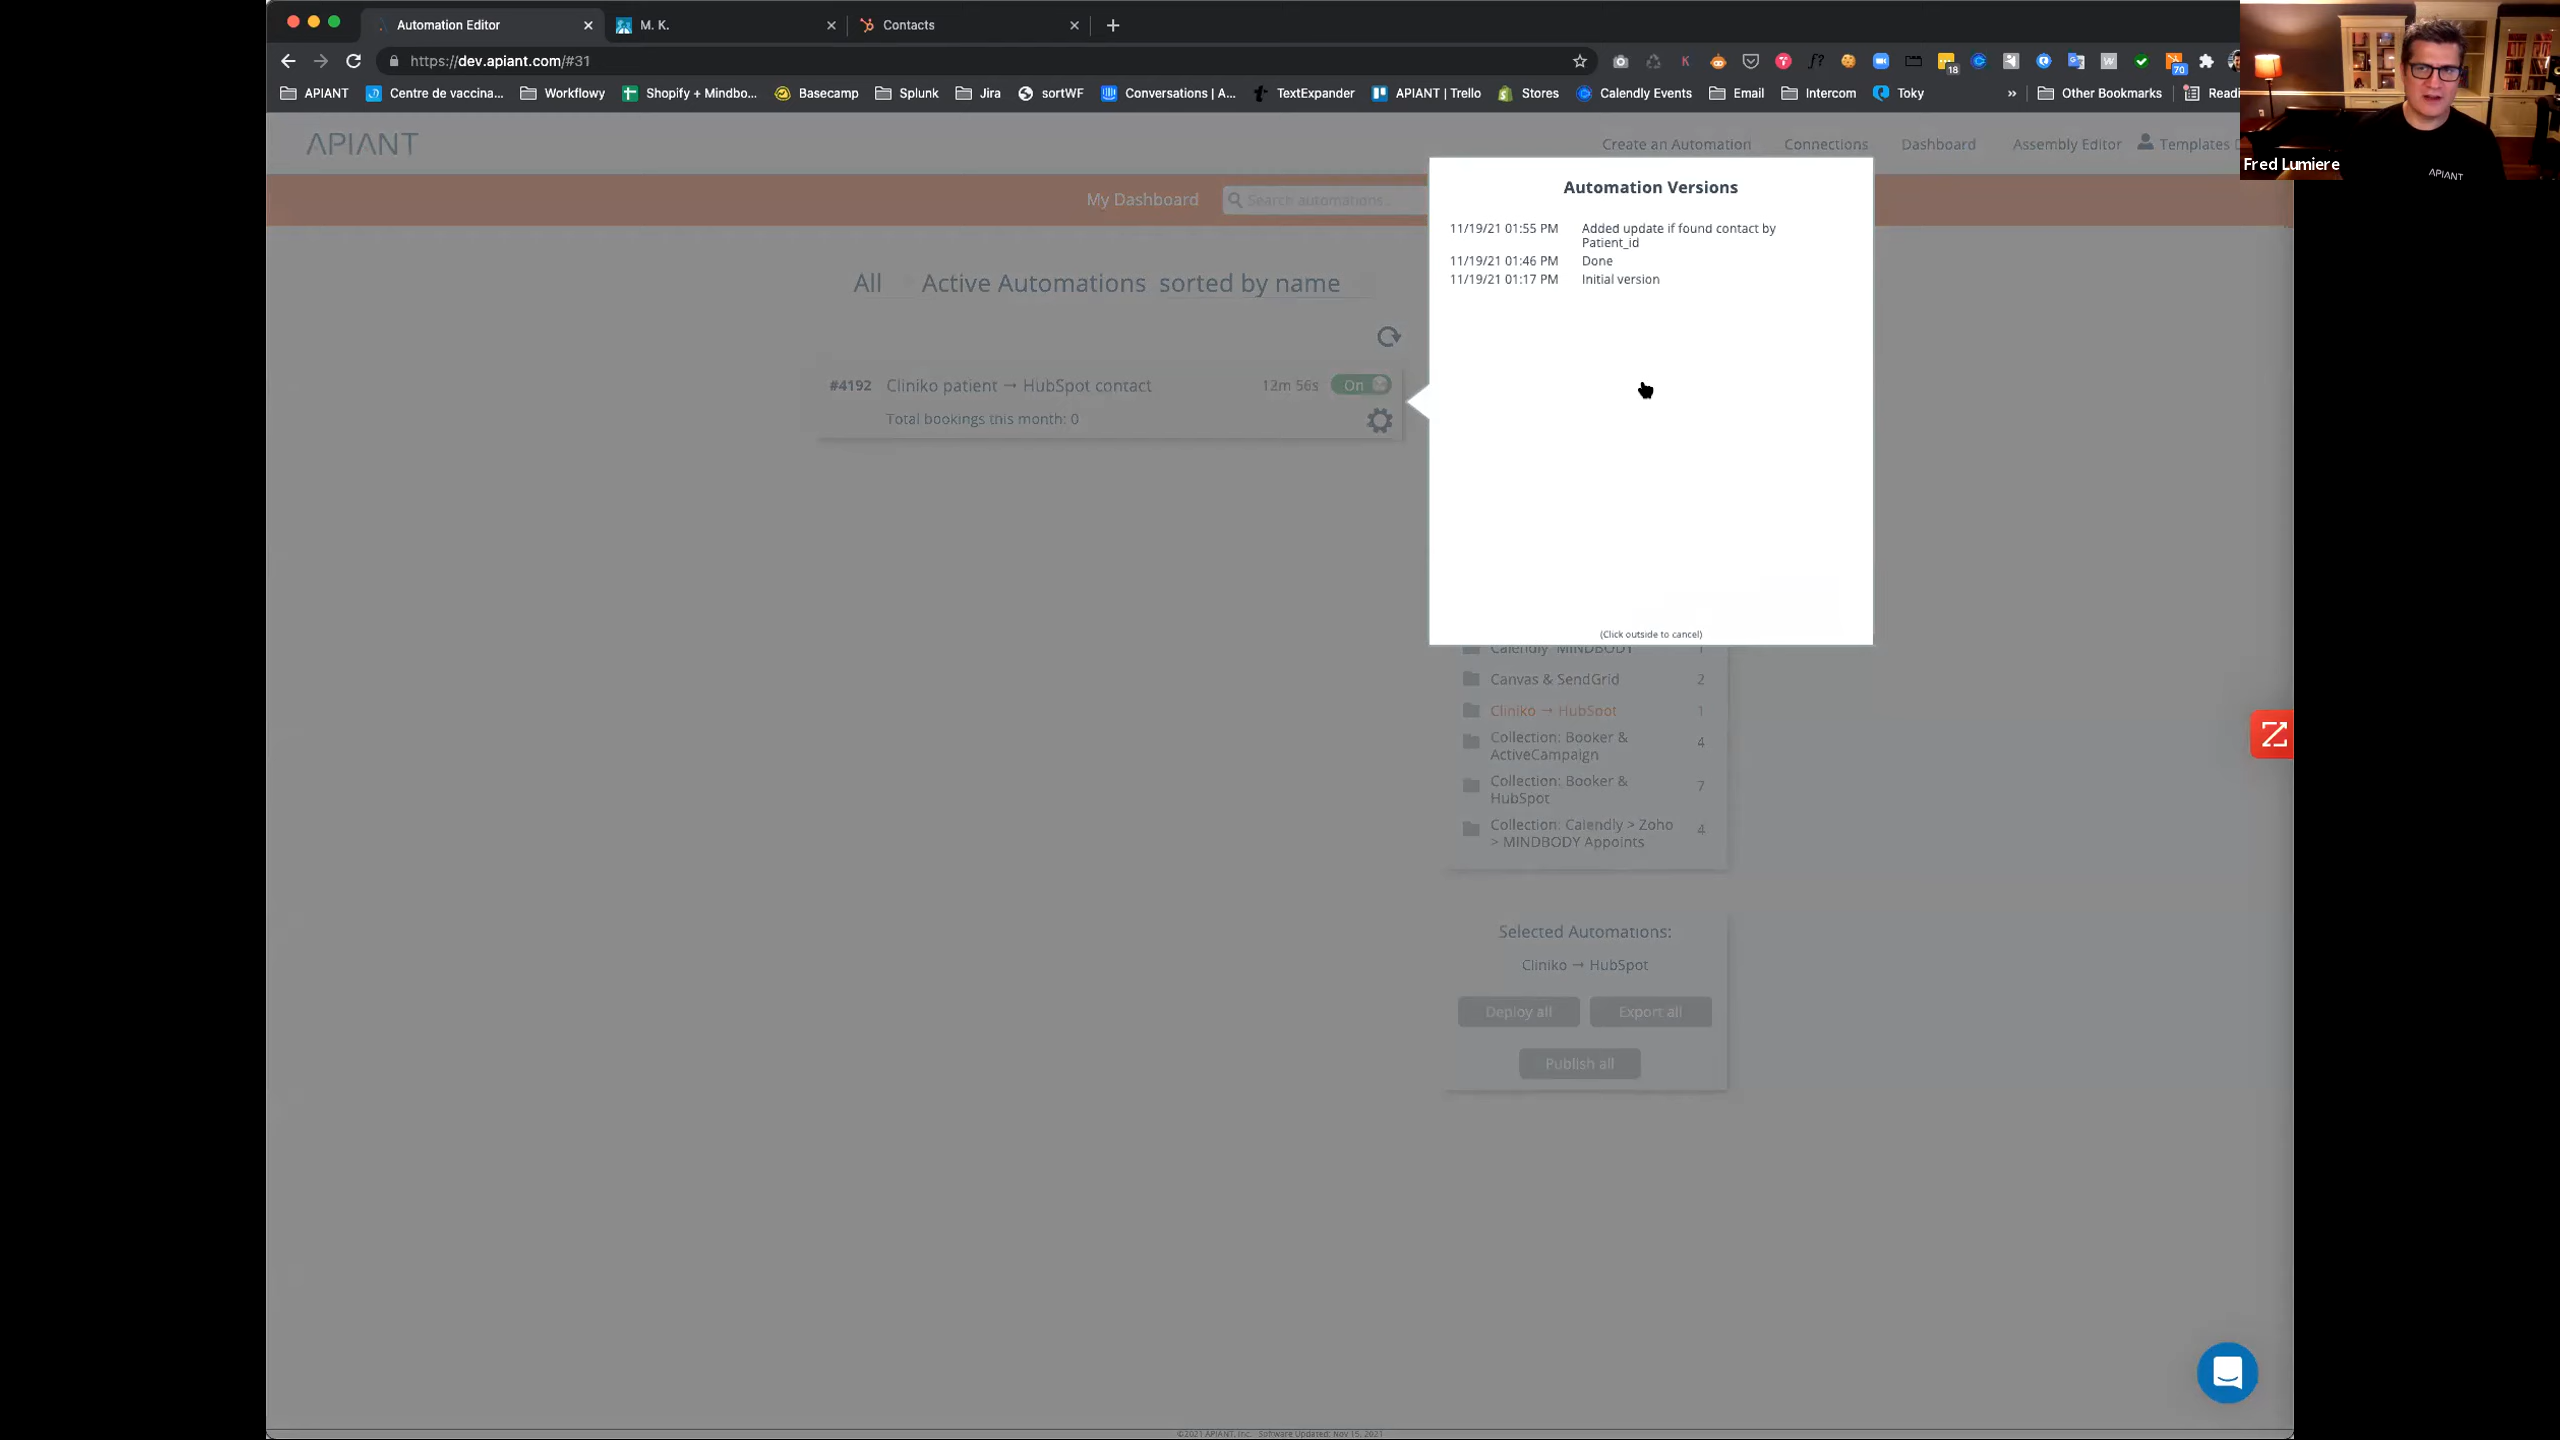 Automation Editor
M. K.
Contacts
https://dev.apiant.com/#31
18
70
APIANT
Centre de vaccina...
Workflowy
Shopify + Mindbo...
Basecamp
Splunk
Jira
sortWF
Conversations | A...
TextExpander
APIANT | Trello
Stores
Calendly Events
Email
Intercom
Toky
»
Other Bookmarks
Readi
Fred Lumiere
APIANT
APIANT
Create an Automation
Connections
Dashboard
Assembly Editor
Templates D
My Dashboard
Search automations...
Automation Versions
11/19/21 01:55 PM Added update if found contact by
Patient_id
11/19/21 01:46 PM Done
11/19/21 01:17 PM Initial version
(Click outside to cancel)
All Active Automations sorted by name
#4192 Cliniko patient → HubSpot contact 12m 56s On
Total bookings this month: 0
Calendly MINDBODY 1
Canvas & SendGrid 2
Cliniko → HubSpot 1
Collection: Booker & 4
ActiveCampaign
Collection: Booker & 7
HubSpot
Collection: Calendly > Zoho 4
> MINDBODY Appoints
Selected Automations:
Cliniko → HubSpot
Deploy all
Export all
Publish all
©2021 APIANT, Inc. Software Updated: Nov 15, 2021